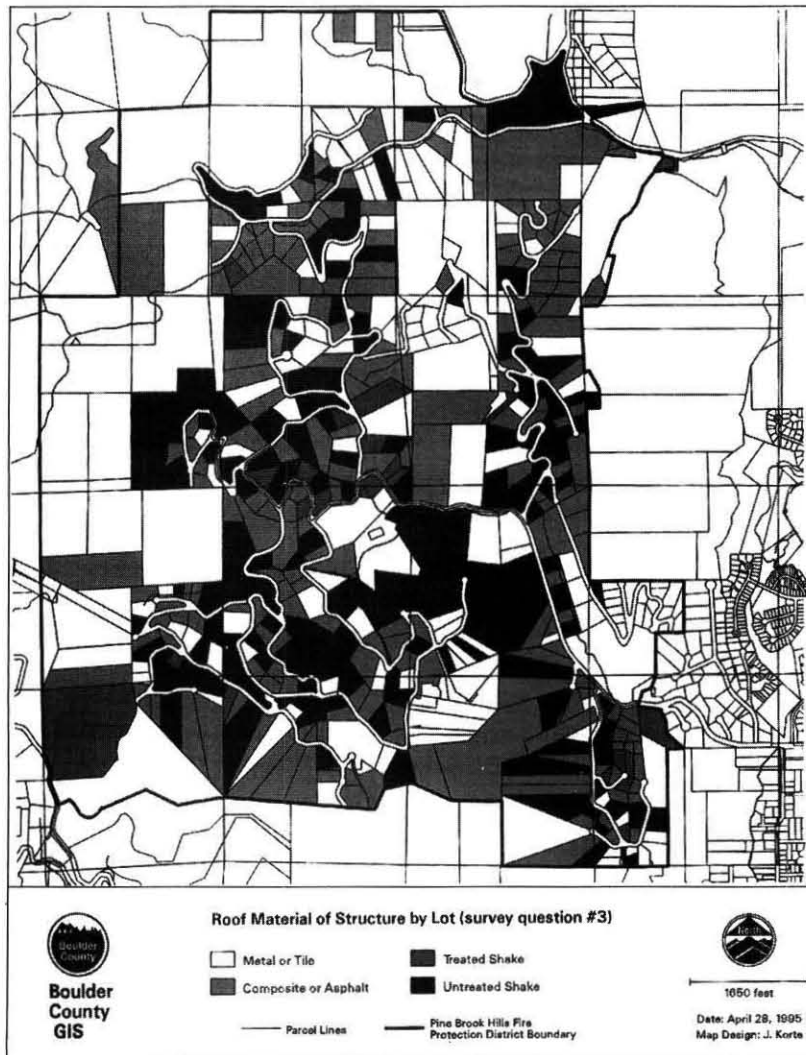 Roof Material of Structure by Lot (survey question #3)
Boulder
County
Boulder
County
GIS
Metal or Tile
Composite or Asphalt
Treated Shake
Untreated Shake
Parcel Lines
Pine Brook Hills Fire
Protection District Boundary
North
1650 feet
Date: April 28, 1995
Map Design: J. Korte